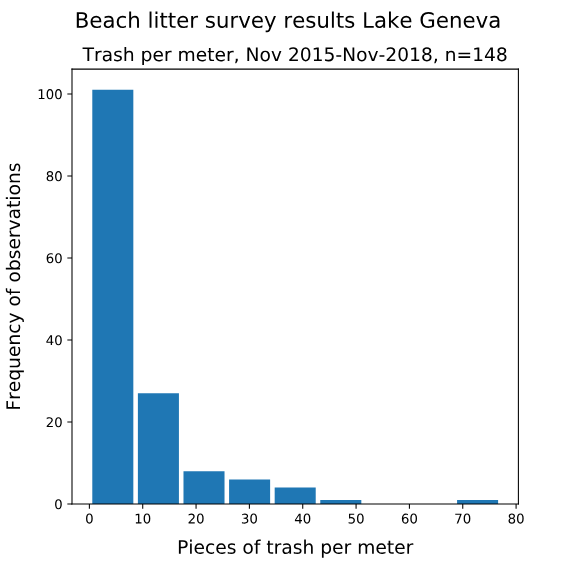 Beach litter survey results Lake Geneva
Trash per meter, Nov 2015-Nov-2018, n=148
100
80
60
40
20
0
Frequency of observations
0 10 20 30 40 50 60 70 80
Pieces of trash per meter